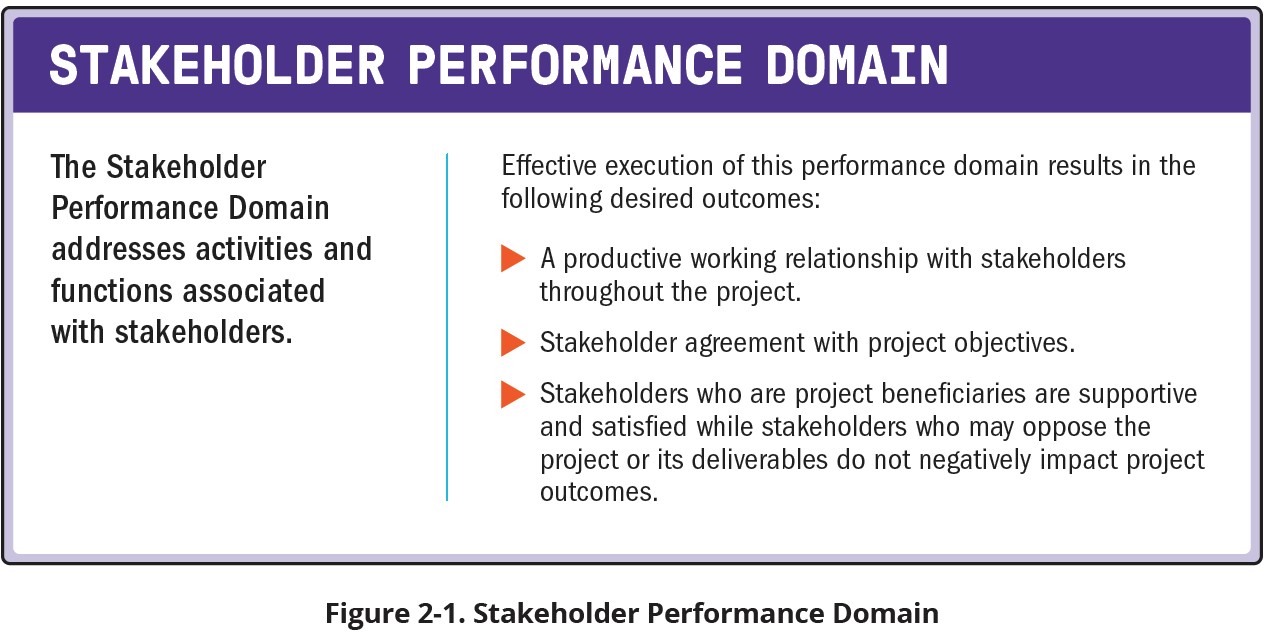 STAKEHOLDER PERFORMANCE DOMAIN
The Stakeholder
Performance Domain
addresses activities and
functions associated
with stakeholders.
Effective execution of this performance domain results in the
following desired outcomes:
A productive working relationship with stakeholders
throughout the project.
Stakeholder agreement with project objectives.
Stakeholders who are project beneficiaries are supportive
and satisfied while stakeholders who may oppose the
project or its deliverables do not negatively impact project
outcomes.
Figure 2-1. Stakeholder Performance Domain